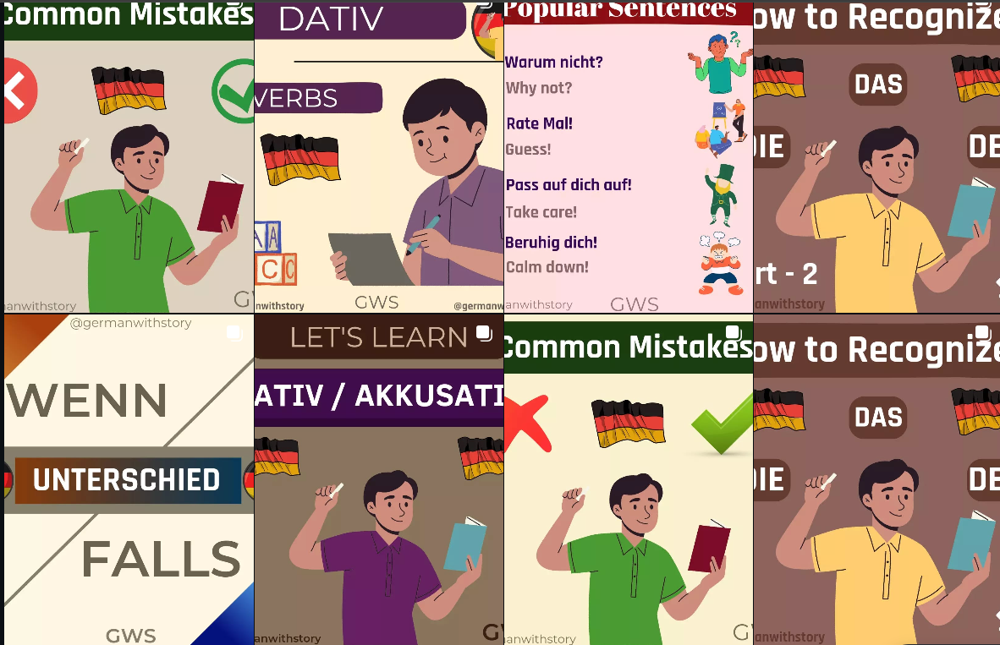 Common Mistakes
anwithstory
G
DATIV
VERBS
A
A
C
C
nwithstory
GWS
@germanw
Popular Sentences
Warum nicht?
Why not?
Rate Mal!
Guess!
Pass auf dich auf!
Take care!
Beruhig dich!
Calm down!
anwithstory
GWS
ow to Recognize
DAS
DIE
DE
rt - 2
anwithstory
@germanwithstory
WENN
UNTERSCHIED
FALLS
GWS
LET'S LEARN
ATIV / AKKUSATI
anwithstory
G
Common Mistakes
anwithstory
GW
ow to Recognize
DAS
DIE
DE
anwithstory